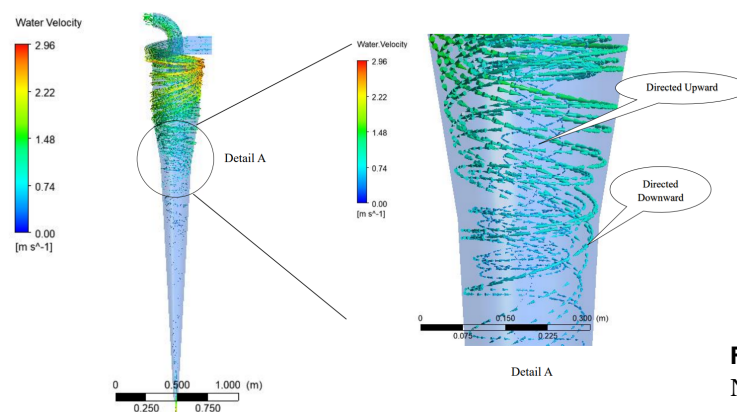 Water Velocity
2.96
2.22
1.48
0.74
0.00
[m s^-1]
Detail A
0 0.500 1.000 (m)
0.250 0.750
Water.Velocity
2.96
2.22
1.48
0.74
0.00
[m s^-1]
Directed Upward
Directed
Downward
0 0.150 0.300 (m)
0.075 0.225
Detail A